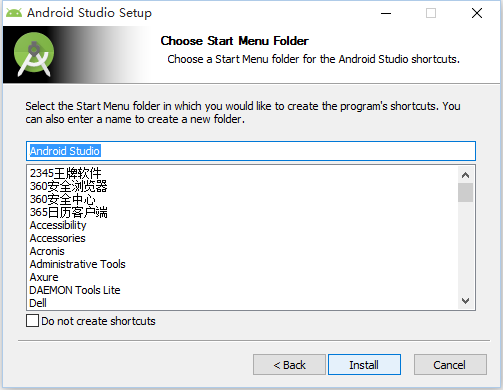 Android Studio Setup
Choose Start Menu Folder
Choose a Start Menu folder for the Android Studio shortcuts.
Select the Start Menu folder in which you would like to create the program's shortcuts. You
can also enter a name to create a new folder.
Android Studio
2345王牌软件
360安全浏览器
360安全中心
365日历客户端
Accessibility
Accessories
Acronis
Administrative Tools
Axure
DAEMON Tools Lite
Dell
Do not create shortcuts
< Back
Install
Cancel